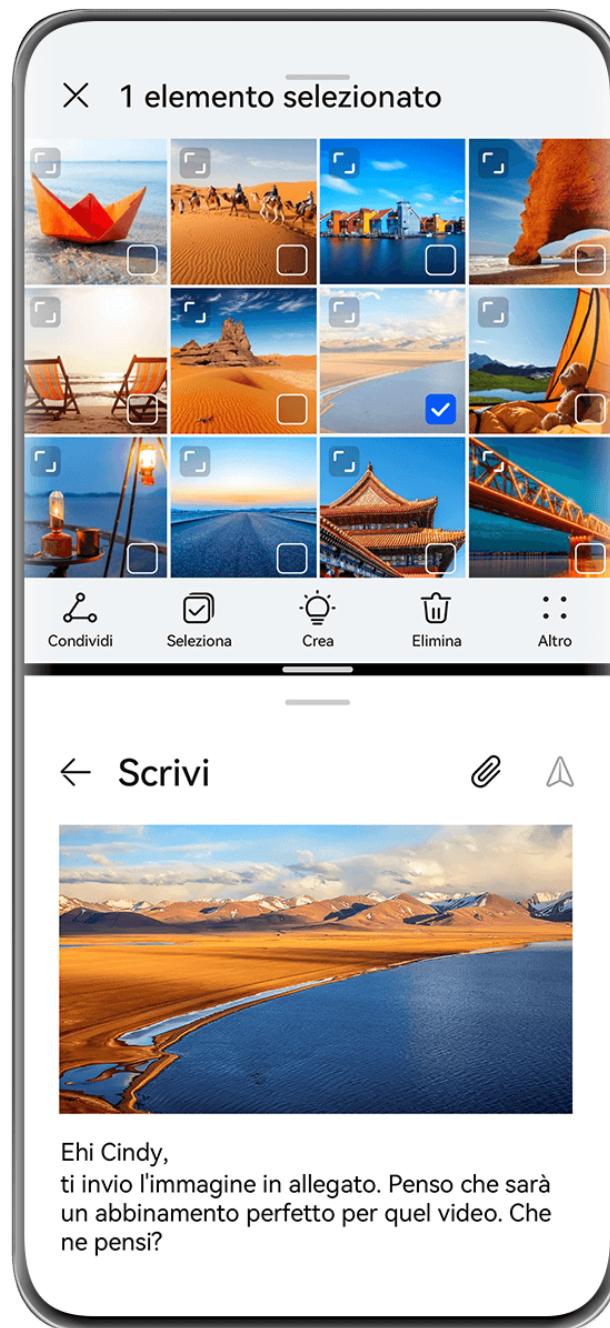 1 elemento selezionato
Condividi
Seleziona
Crea
Elimina
Altro
Scrivi
Ehi Cindy,
ti invio l'immagine in allegato. Penso che sarà
un abbinamento perfetto per quel video. Che
ne pensi?